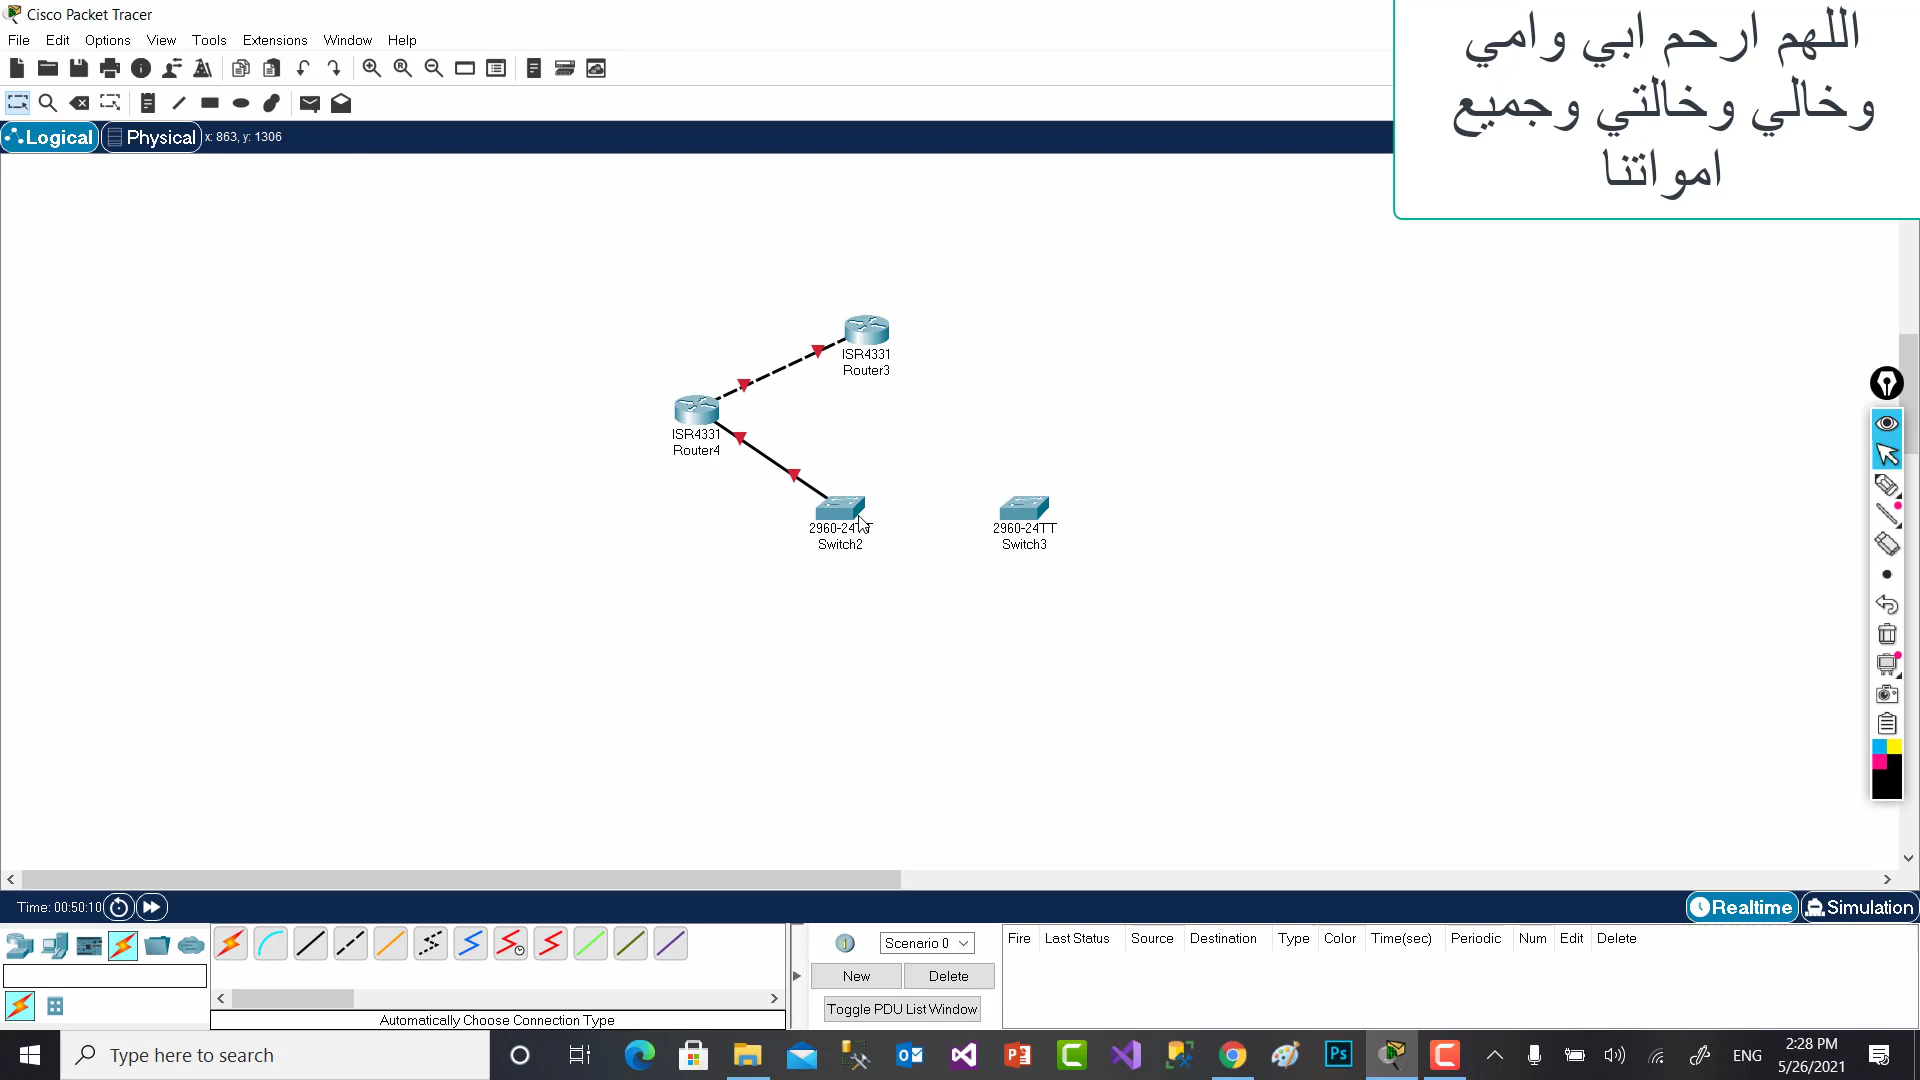 Cisco Packet Tracer
File Edit Options View Tools Extensions Window Help
اللهم ارحم ابي وامي
وخالي وخالتي وجميع
امواتنا
Logical Physical x: 863, y: 1306
ISR4331
Router3
ISR4331
Router4
2960-24TT
Switch2
2960-24TT
Switch3
Time: 00:50:10
Realtime Simulation
Scenario 0
New Delete
Toggle PDU List Window
Fire Last Status Source Destination Type Color Time(sec) Periodic Num Edit Delete
Automatically Choose Connection Type
Type here to search
ENG
2:28 PM
5/26/2021